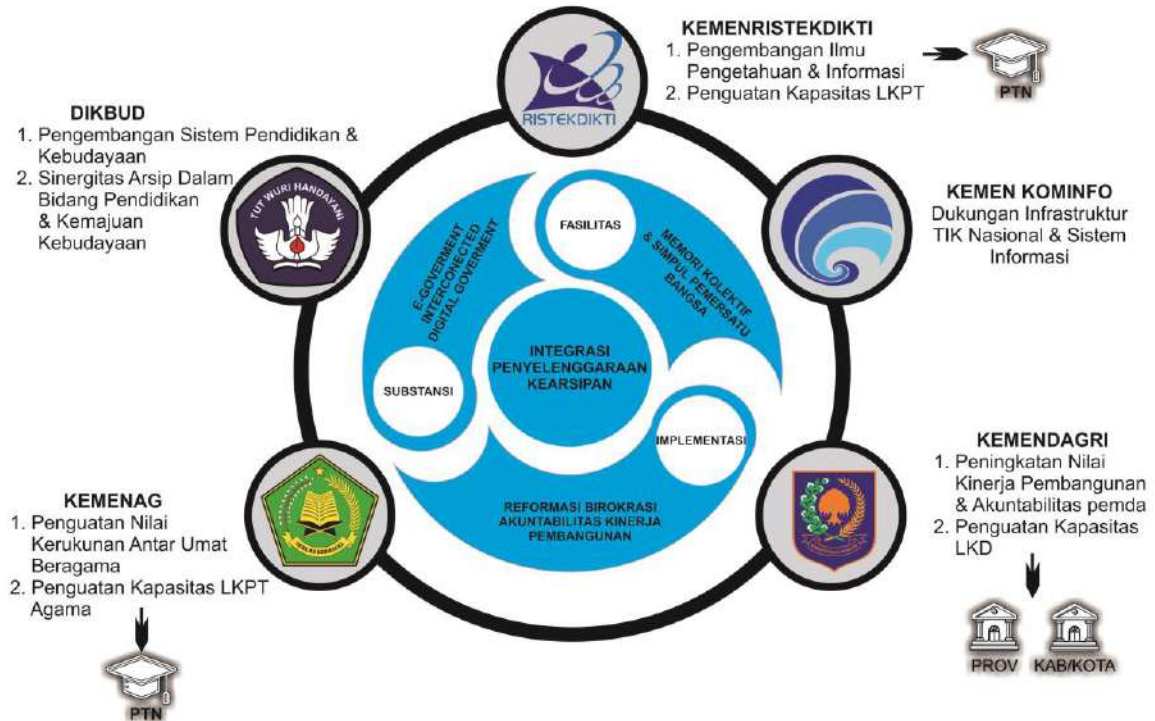 KEMENRISTEKDIKTI
1. Pengembangan Ilmu
Pengetahuan & Informasi
2. Penguatan Kapasitas LKPT
PTN
RISTEKDIKTI
DIKBUD
1. Pengembangan Sistem Pendidikan &
Kebudayaan
2. Sinergitas Arsip Dalam
Bidang Pendidikan
& Kemajuan
Kebudayaan
TUT WURI HANDAYANI
KEMEN KOMINFO
Dukungan Infrastruktur
TIK Nasional & Sistem
Informasi
FASILITAS
E-GOVERMENT
INTERCONECTED
DIGITAL GOVERMENT
MEMORI KOLEKTIF
& SIMPUL PEMERSATU
BANGSA
INTEGRASI
PENYELENGGARAAN
KEARSIPAN
SUBSTANSI
IMPLEMENTASI
REFORMASI BIROKRASI
AKUNTABILITAS KINERJA
PEMBANGUNAN
KEMENAG
1. Penguatan Nilai
Kerukunan Antar Umat
Beragama
2. Penguatan Kapasitas LKPT
Agama
PTN
KEMENDAGRI
1. Peningkatan Nilai
Kinerja Pembangunan
& Akuntabilitas pemda
2. Penguatan Kapasitas
LKD
PROV
KAB/KOTA